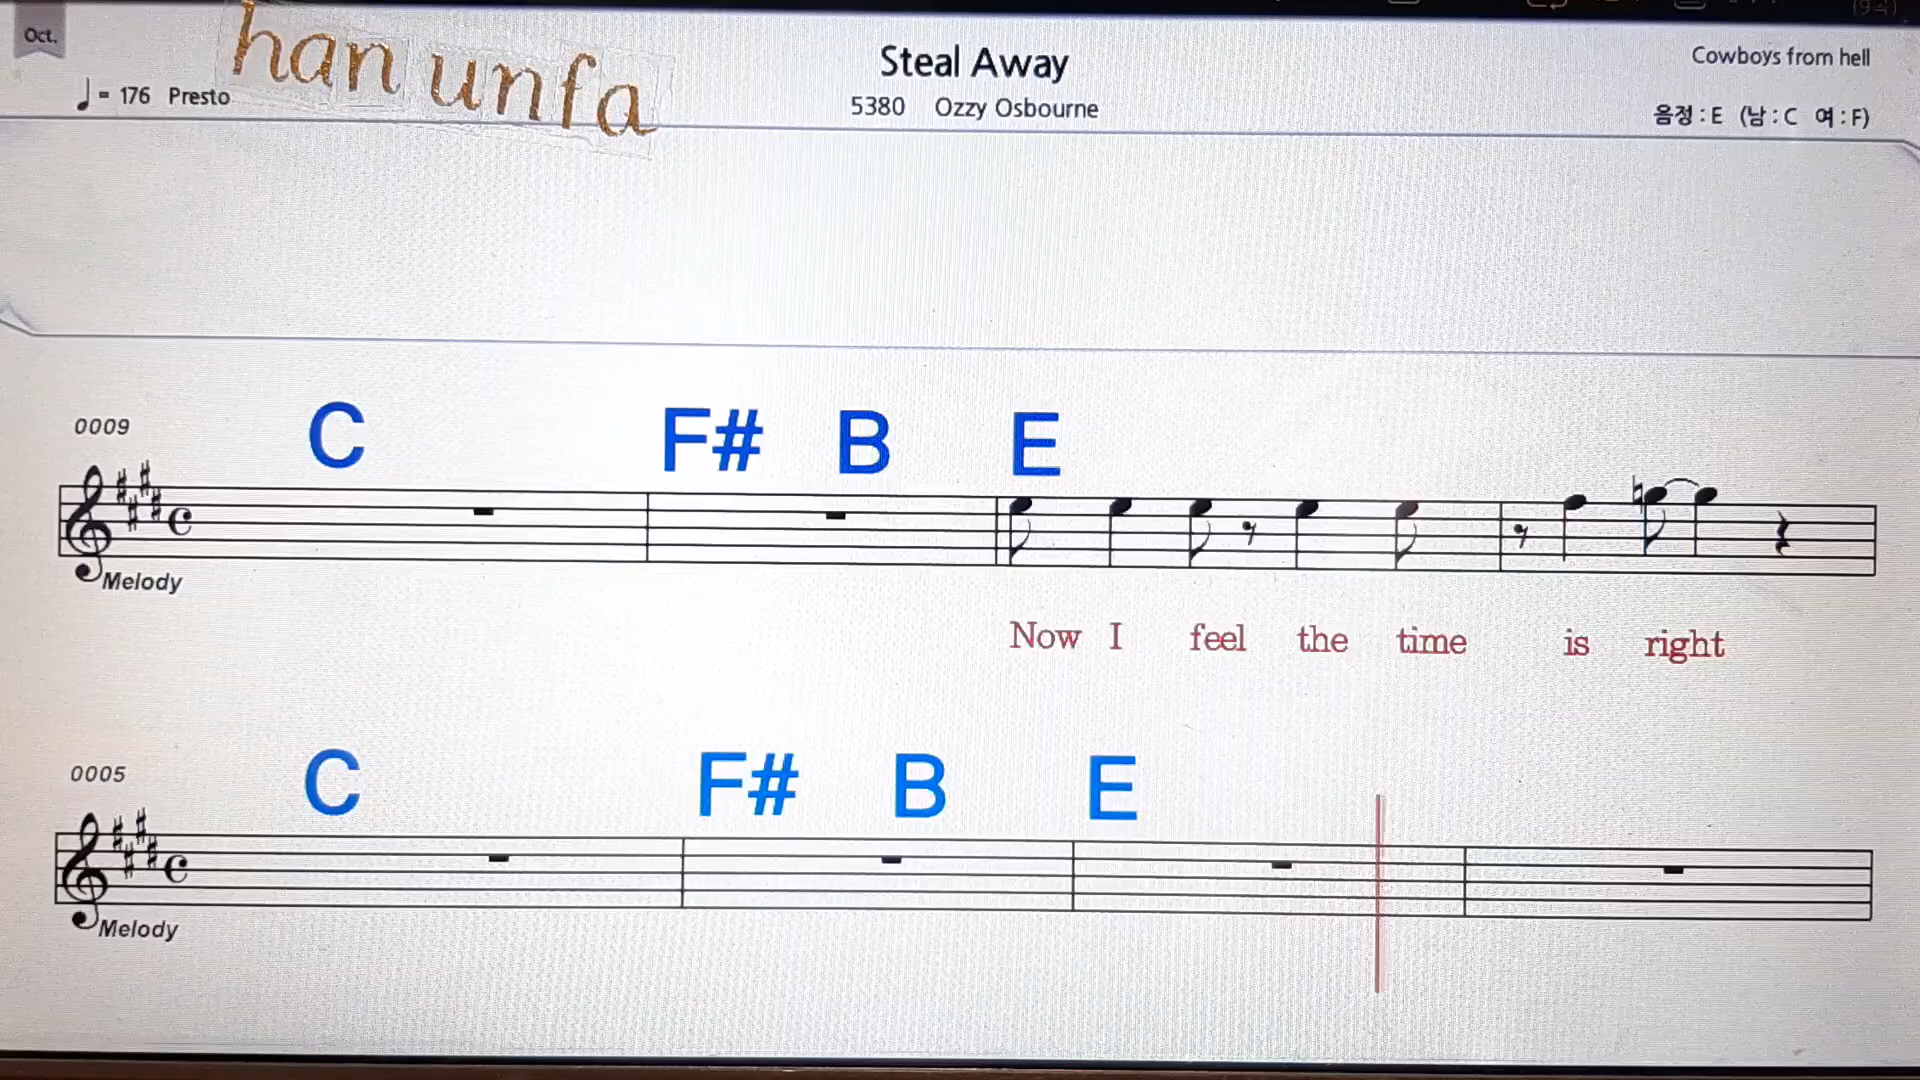 Oct.
han unfa
Steal Away
Cowboys from hell
= 176 Presto
5380 Ozzy Osbourne
음정 : E (남 : C 여 : F)
0009
C F# B E
Melody
Now I feel the time is right
0005
C F# B E
Melody